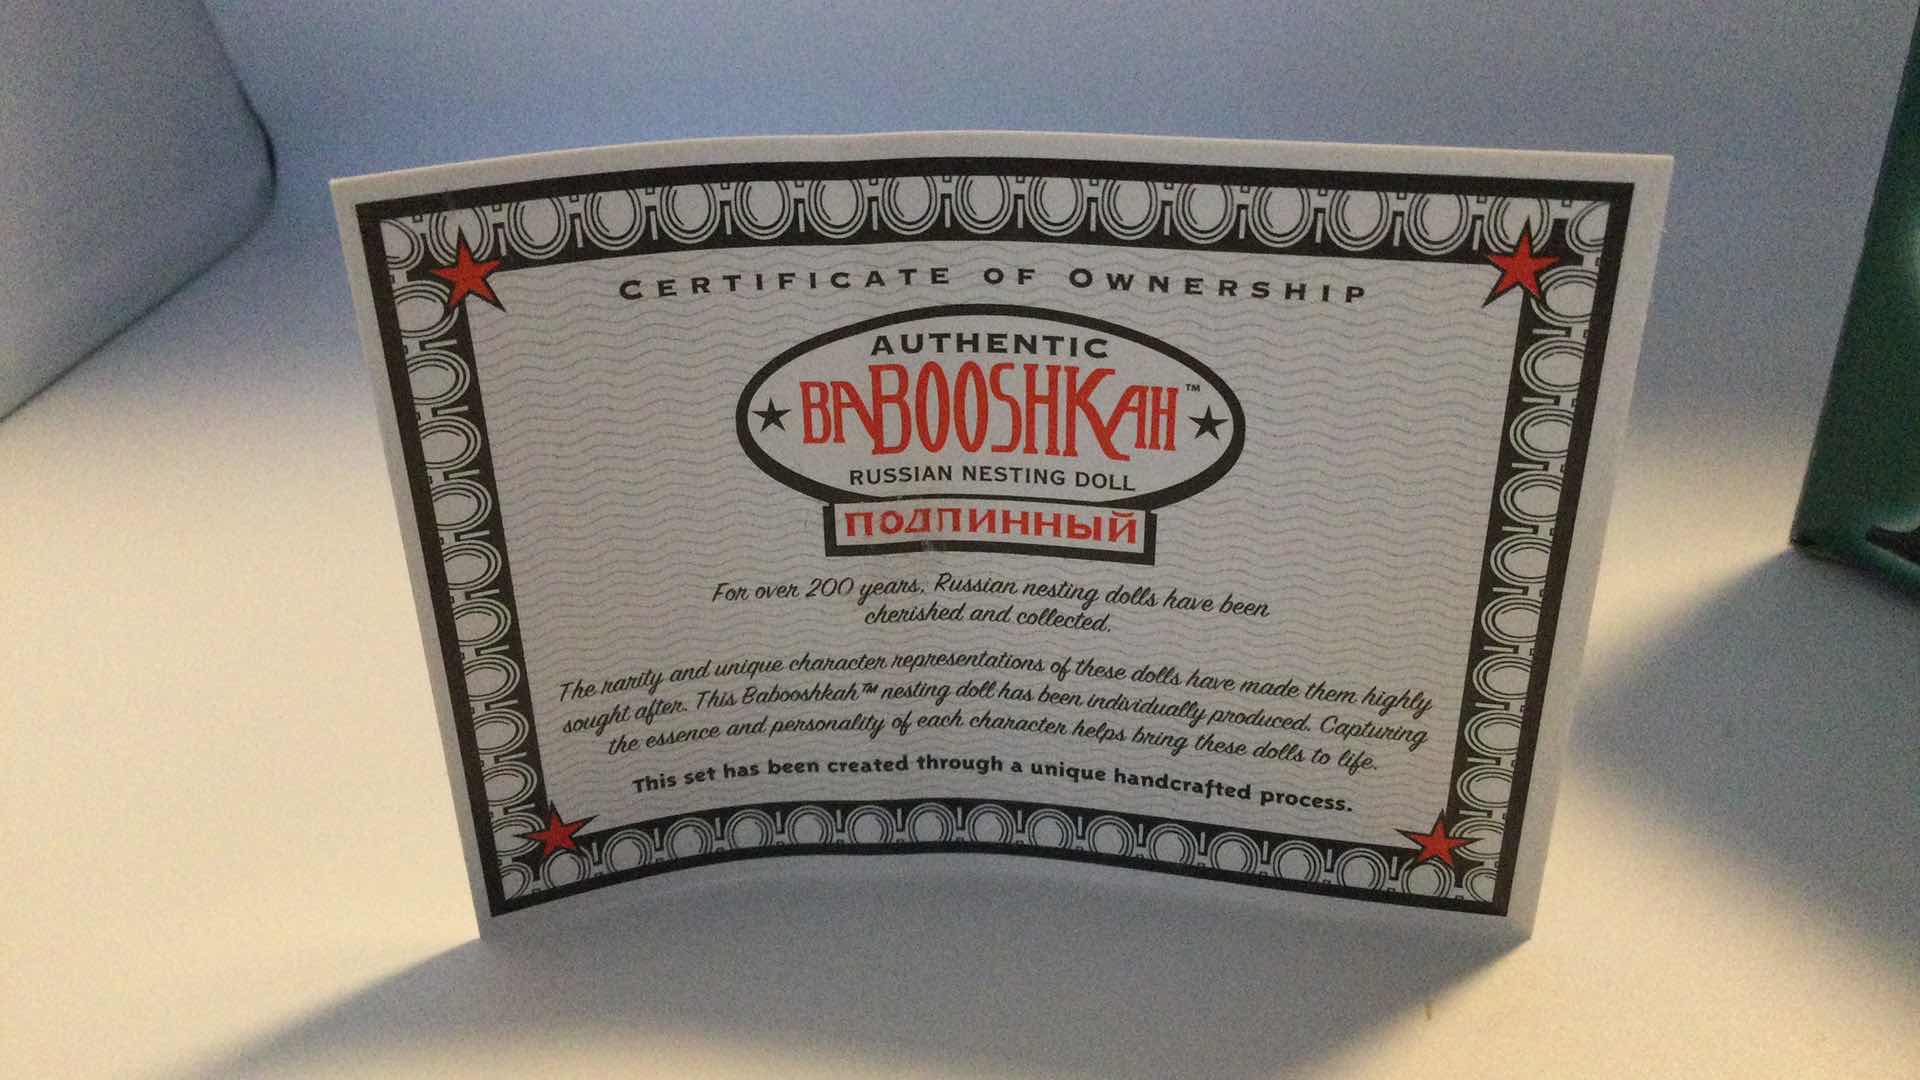 CERTIFICATE OF OWNERSHIP
AUTHENTIC
BABOOSHKAH™
RUSSIAN NESTING DOLL
ПОДПИННЫЙ
For over 200 years, Russian nesting dolls have been
cherished and collected.
The rarity and unique character representations of these dolls have made them highly
sought after. This Babooshkah™ nesting doll has been individually produced. Capturing
the essence and personality of each character helps bring these dolls to life.
This set has been created through a unique handcrafted process.